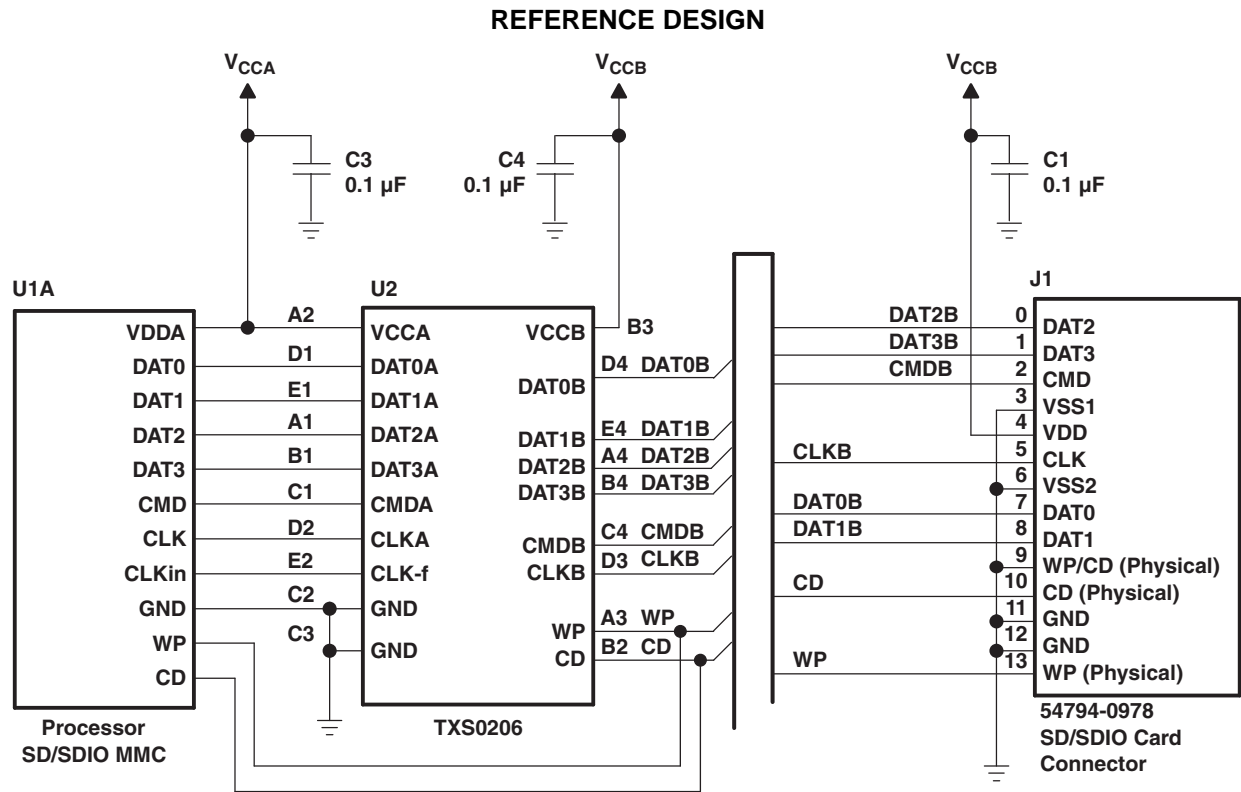 REFERENCE DESIGN
VCCA
VCCB
VCCB
C3
0.1 µF
C4
0.1 µF
C1
0.1 µF
U1A
U2
J1
VDDA
DAT0
DAT1
DAT2
DAT3
CMD
CLK
CLKin
GND
WP
CD
Processor
SD/SDIO MMC
A2
D1
E1
A1
B1
C1
D2
E2
C2
C3
VCCA
DAT0A
DAT1A
DAT2A
DAT3A
CMDA
CLKA
CLK-f
GND
GND
VCCB
DAT0B
DAT1B
DAT2B
DAT3B
CMDB
CLKB
WP
CD
TXS0206
B3
D4 DAT0B
E4 DAT1B
A4 DAT2B
B4 DAT3B
C4 CMDB
D3 CLKB
A3 WP
B2 CD
DAT2B
DAT3B
CMDB
CLKB
DAT0B
DAT1B
CD
WP
0 DAT2
1 DAT3
2 CMD
3 VSS1
4 VDD
5 CLK
6 VSS2
7 DAT0
8 DAT1
9 WP/CD (Physical)
10 CD (Physical)
11 GND
12 GND
13 WP (Physical)
54794-0978
SD/SDIO Card
Connector